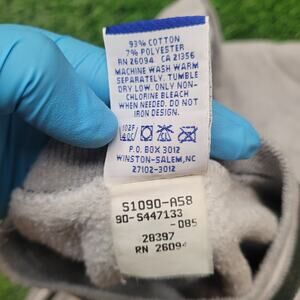 93% COTTON
7% POLYESTER
RN 26094 CA 21356
MACHINE WASH WARM
SEPARATELY. TUMBLE
DRY LOW. ONLY NON-
CHLORINE BLEACH
WHEN NEEDED. DO NOT
IRON DESIGN.
P.O. BOX 3012
WINSTON-SALEM, NC
27102-3012
S1090-A58
90-S447133
-085
28397
RN 26094